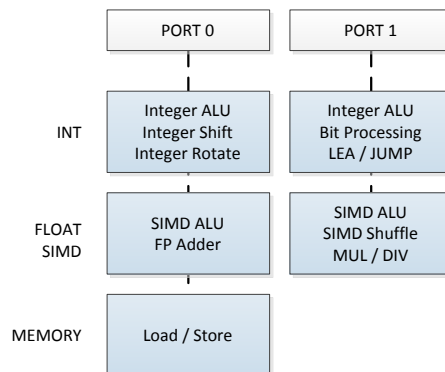 PORT 0
PORT 1
INT
Integer ALU
Integer Shift
Integer Rotate
Integer ALU
Bit Processing
LEA / JUMP
FLOAT
SIMD
SIMD ALU
FP Adder
SIMD ALU
SIMD Shuffle
MUL / DIV
MEMORY
Load / Store